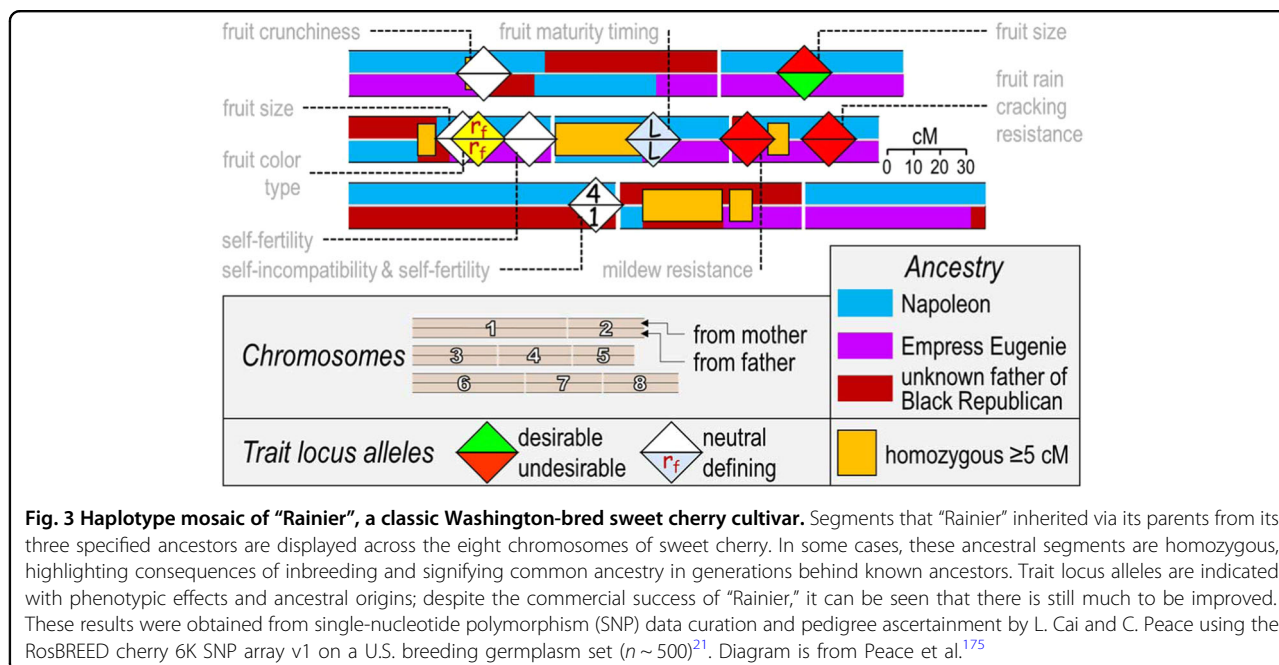 fruit crunchiness
fruit maturity timing
fruit size
fruit size
fruit rain
cracking
resistance
r_f
r_f
L
L
cM
0 10 20 30
fruit color
type
4
1
self-fertility
self-incompatibility & self-fertility
mildew resistance
Ancestry
Napoleon
Empress Eugenie
unknown father of
Black Republican
homozygous ≥5 cM
Chromosomes
1 2
3 4 5
6 7 8
from mother
from father
Trait locus alleles
desirable
undesirable
neutral
r_f defining
Fig. 3 Haplotype mosaic of “Rainier”, a classic Washington-bred sweet cherry cultivar. Segments that “Rainier” inherited via its parents from its
three specified ancestors are displayed across the eight chromosomes of sweet cherry. In some cases, these ancestral segments are homozygous,
highlighting consequences of inbreeding and signifying common ancestry in generations behind known ancestors. Trait locus alleles are indicated
with phenotypic effects and ancestral origins; despite the commercial success of “Rainier,” it can be seen that there is still much to be improved.
These results were obtained from single-nucleotide polymorphism (SNP) data curation and pedigree ascertainment by L. Cai and C. Peace using the
RosBREED cherry 6K SNP array v1 on a U.S. breeding germplasm set (n ~ 500)²¹. Diagram is from Peace et al.¹⁷⁵